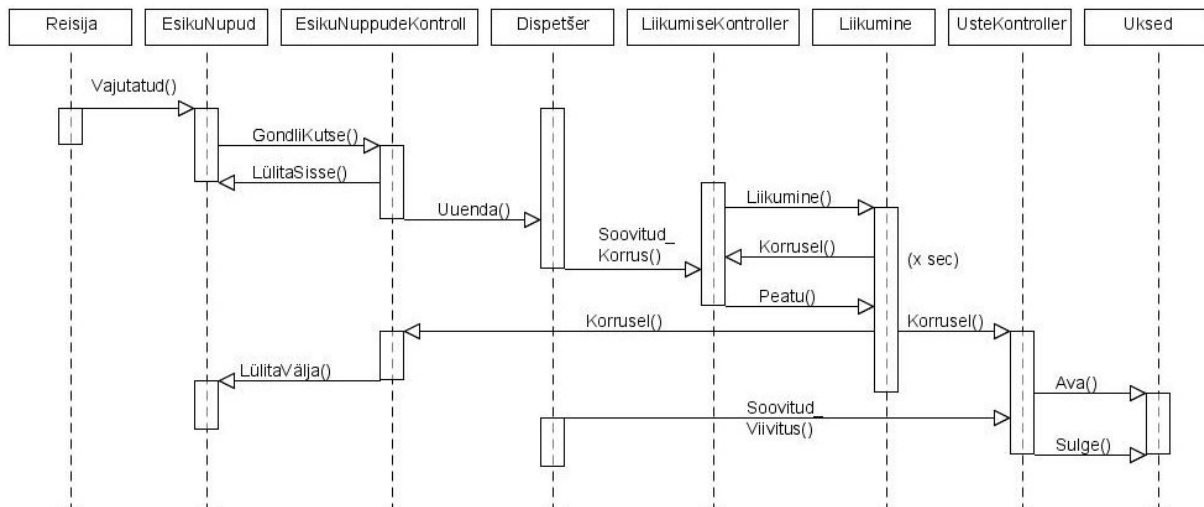 Reisija
EsikuNupud
EsikuNuppudeKontroll
Dispetšer
LiikumiseKontroller
Liikumine
UsteKontroller
Uksed
Vajutatud()
GondliKutse()
LülitaSisse()
Uuenda()
Liikumine()
Soovitud_
Korrus()
Korrusel()
(x sec)
Peatu()
Korrusel()
Korrusel()
LülitaVälja()
Ava()
Soovitud_
Viivitus()
Sulge()